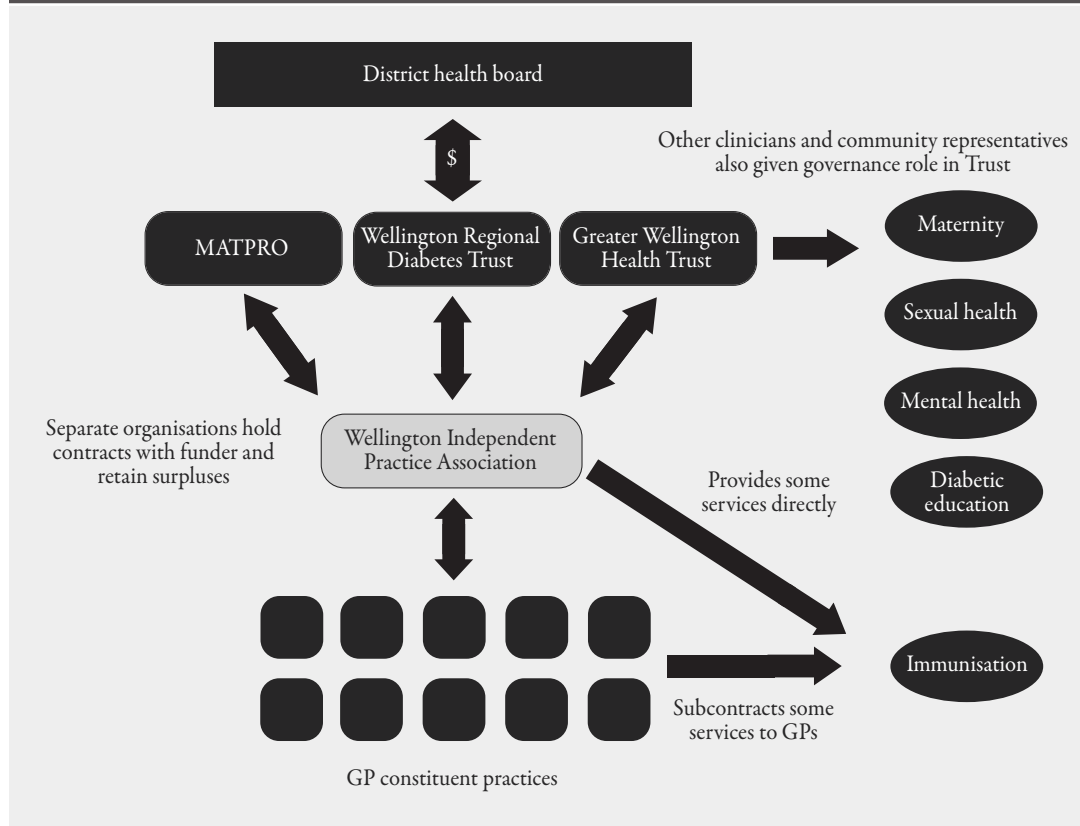 District health board
$
Other clinicians and community representatives
also given governance role in Trust
MATPRO
Wellington Regional
Diabetes Trust
Greater Wellington
Health Trust
Maternity
Sexual health
Mental health
Diabetic
education
Separate organisations hold
contracts with funder and
retain surpluses
Wellington Independent
Practice Association
Provides some
services directly
Immunisation
Subcontracts some
services to GPs
GP constituent practices